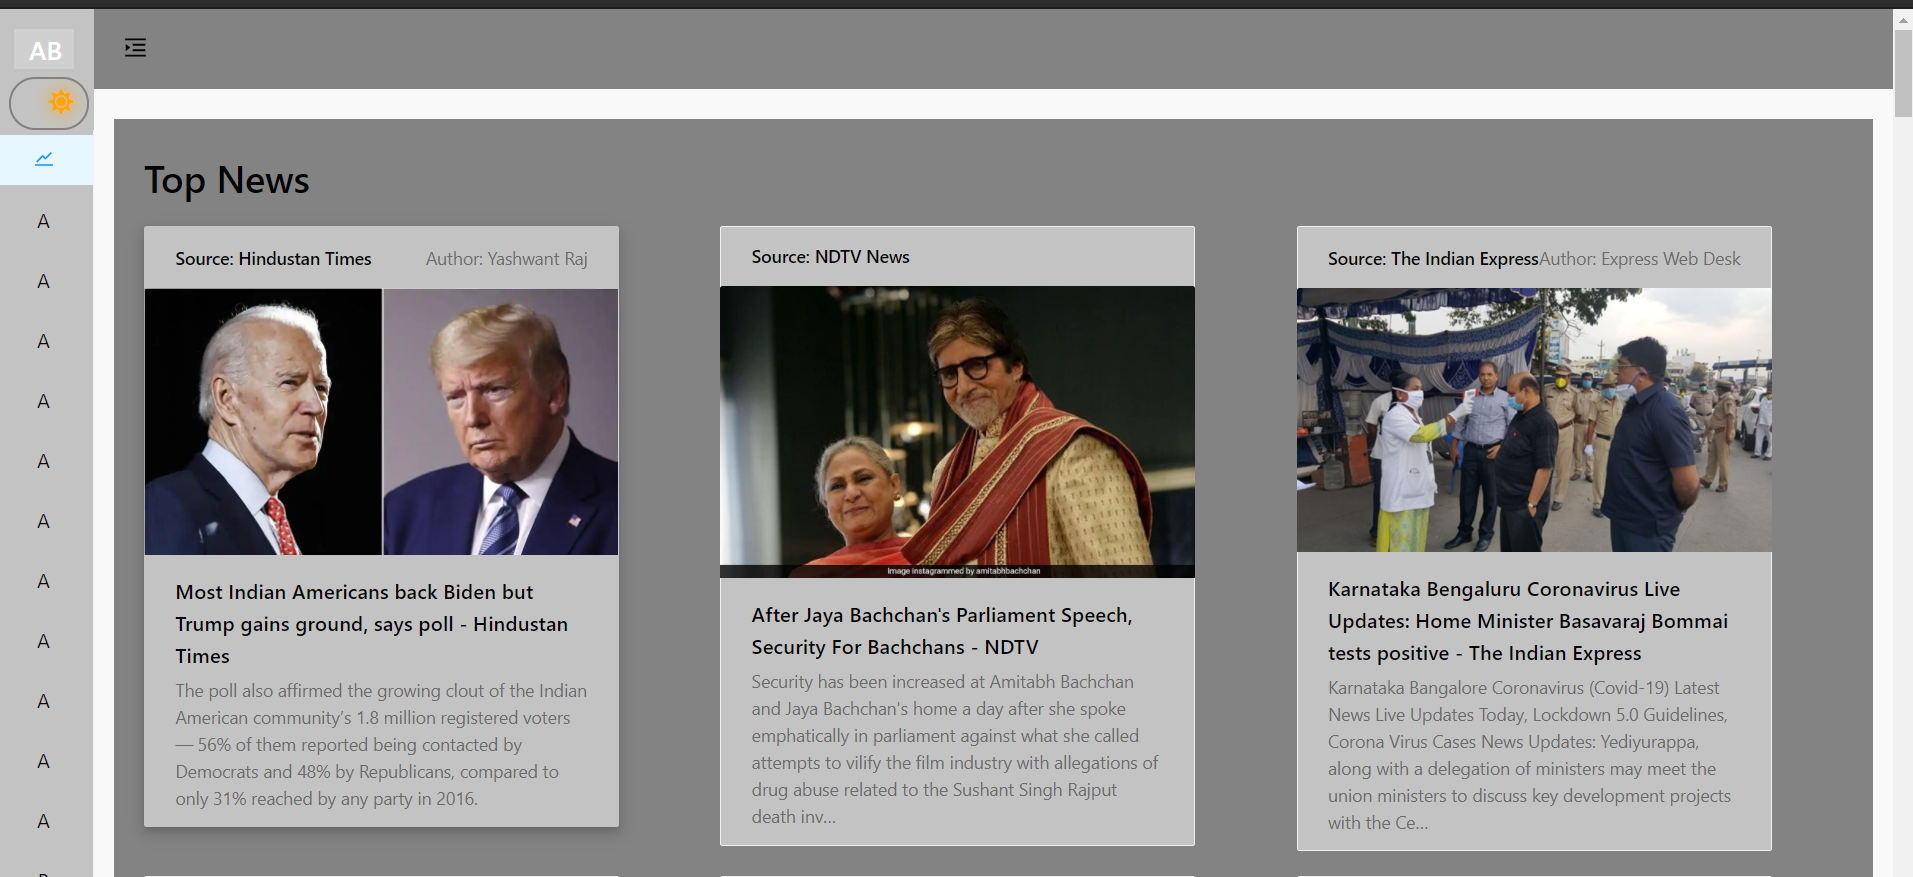 AB
A
A
A
A
A
A
A
A
A
A
A
Top News
Source: Hindustan Times
Author: Yashwant Raj
Most Indian Americans back Biden but
Trump gains ground, says poll - Hindustan
Times
The poll also affirmed the growing clout of the Indian
American community’s 1.8 million registered voters
— 56% of them reported being contacted by
Democrats and 48% by Republicans, compared to
only 31% reached by any party in 2016.
Source: NDTV News
Image instagrammed by amitabhbachchan
After Jaya Bachchan's Parliament Speech,
Security For Bachchans - NDTV
Security has been increased at Amitabh Bachchan
and Jaya Bachchan's home a day after she spoke
emphatically in parliament against what she called
attempts to vilify the film industry with allegations of
drug abuse related to the Sushant Singh Rajput
death inv...
Source: The Indian Express
Author: Express Web Desk
Karnataka Bengaluru Coronavirus Live
Updates: Home Minister Basavaraj Bommai
tests positive - The Indian Express
Karnataka Bangalore Coronavirus (Covid-19) Latest
News Live Updates Today, Lockdown 5.0 Guidelines,
Corona Virus Cases News Updates: Yediyurappa,
along with a delegation of ministers may meet the
union ministers to discuss key development projects
with the Ce...